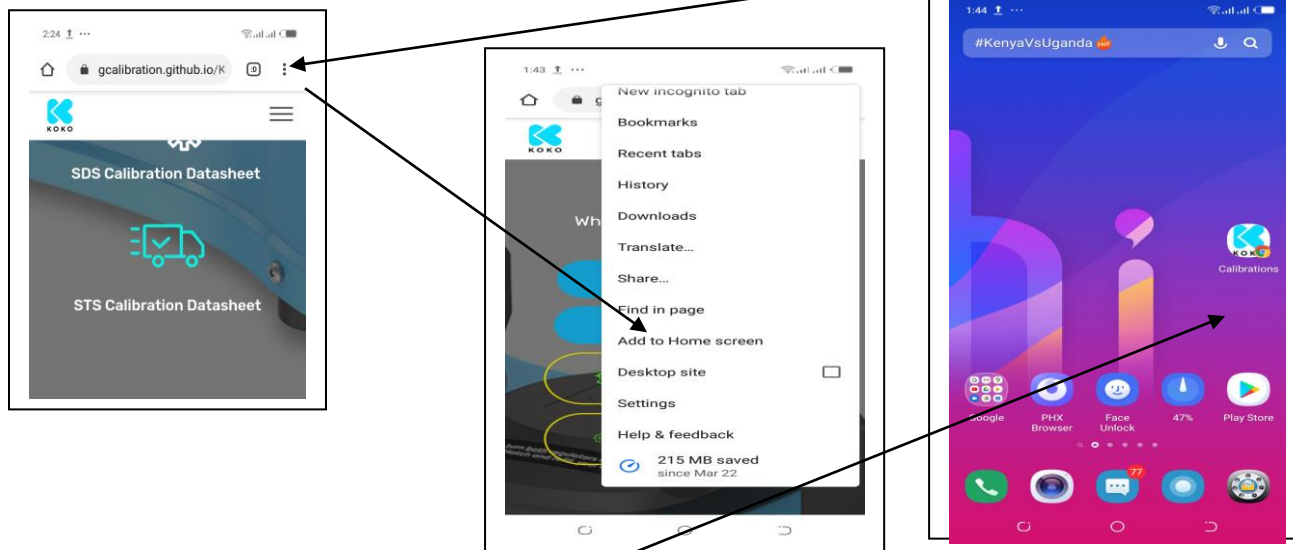 2:24
gcalibration.github.io/K
:D
KOKO
SDS Calibration Datasheet
STS Calibration Datasheet
1:43
g
KOKO
Wh
New incognito tab
Bookmarks
Recent tabs
History
Downloads
Translate...
Share...
Find in page
Add to Home screen
Desktop site
Settings
Help & feedback
215 MB saved
since Mar 22
1:44
#KenyaVsUganda
KOKO
Calibrations
Google
PHX
Browser
Face
Unlock
47%
Play Store
77